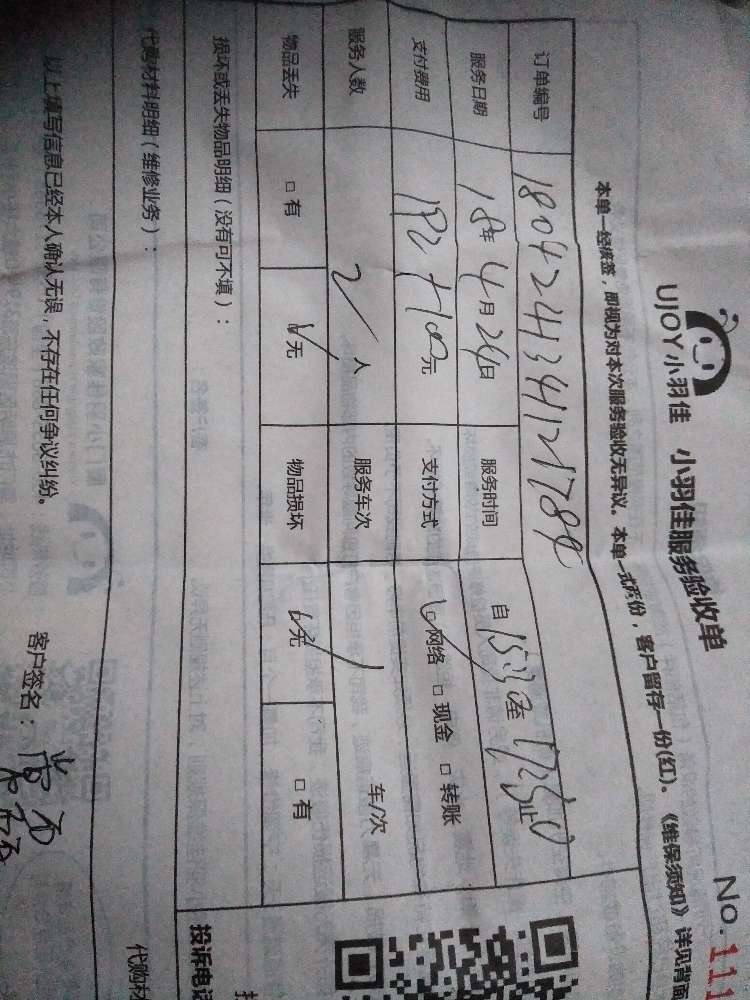 UJOY小羽佳 小羽佳服务验收单
No.111
本单一经演签，即视为对本次服务验收无异议。本单一式两份，客户留存一份(红)。《维保须知》详见背面
订单编号 180424134121788
服务日期 18年4月24日 服务时间 自15:30至17:30止
支付费用 192+100元 支付方式 网络 □ 现金 □ 转账
服务人数 2人 服务车次 车/次
物品丢失 □ 有 无 物品损坏 无 □ 有
损坏或丢失物品明细（没有可不填）：
投诉电话
代购材料明细（维修业务）：
代购材
以上填写信息已经本人确认无误，不存在任何争议纠纷。
客户签名：